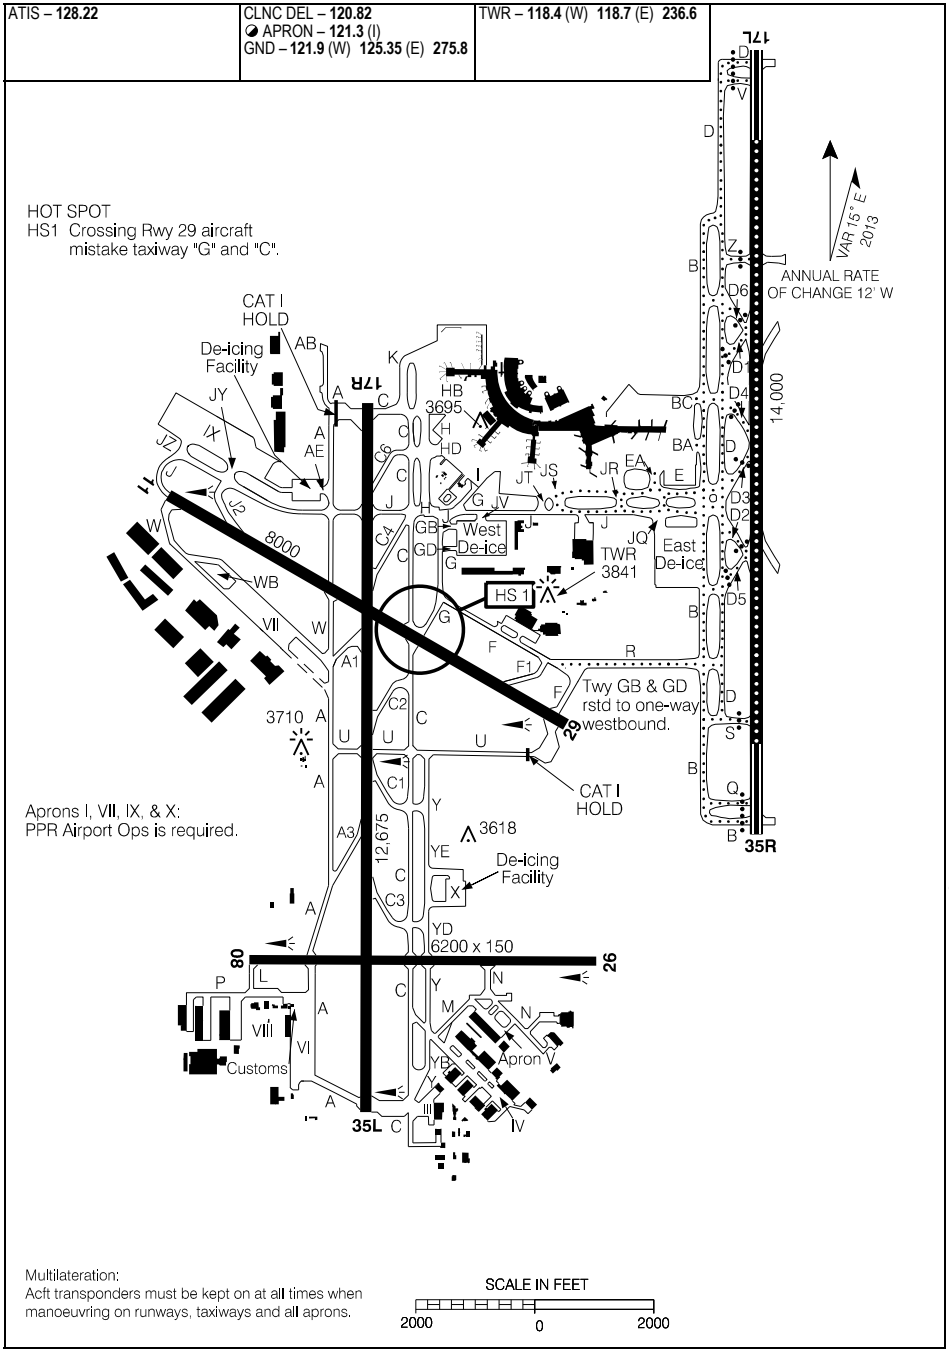 ATIS – 128.22
CLNC DEL – 120.82
APRON – 121.3 (I)
GND – 121.9 (W) 125.35 (E) 275.8
TWR – 118.4 (W) 118.7 (E) 236.6
17L
D
V
D
HOT SPOT
HS1 Crossing Rwy 29 aircraft
mistake taxiway "G" and "C".
VAR 15° E
2013
ANNUAL RATE
OF CHANGE 12' W
Z
B
D6
D1
D4
14,000
CAT I
HOLD
De-icing
Facility
AB
K
A
17R
C
JY
IX
HB
3695
H
HD
BC
BA
D
JZ
J
A
AE
C6
C
C
I
G
JT
JS
JR
EA
E
JV
11
J2
W
8000
J
C4
H
GB
GD
G
C
West
De-ice
J
J
JQ
East
De-ice
D3
D2
D5
TWR
3841
HS 1
WB
VII
W
A1
G
F
F1
F
R
B
C2
C
Twy GB & GD
rstd to one-way
westbound.
29
D
S
3710
A
U
U
U
A
C1
Y
CAT I
HOLD
B
Q
B
35R
Aprons I, VII, IX, & X:
PPR Airport Ops is required.
A3
12,675
3618
YE
De-icing
Facility
X
C
C3
A
YD
6200 x 150
08
26
P
L
A
C
Y
N
M
N
VIII
VI
Customs
Apron V
YB
Y
III
IV
A
35L
C
Multilateration:
Acft transponders must be kept on at all times when
manoeuvring on runways, taxiways and all aprons.
SCALE IN FEET
2000
0
2000